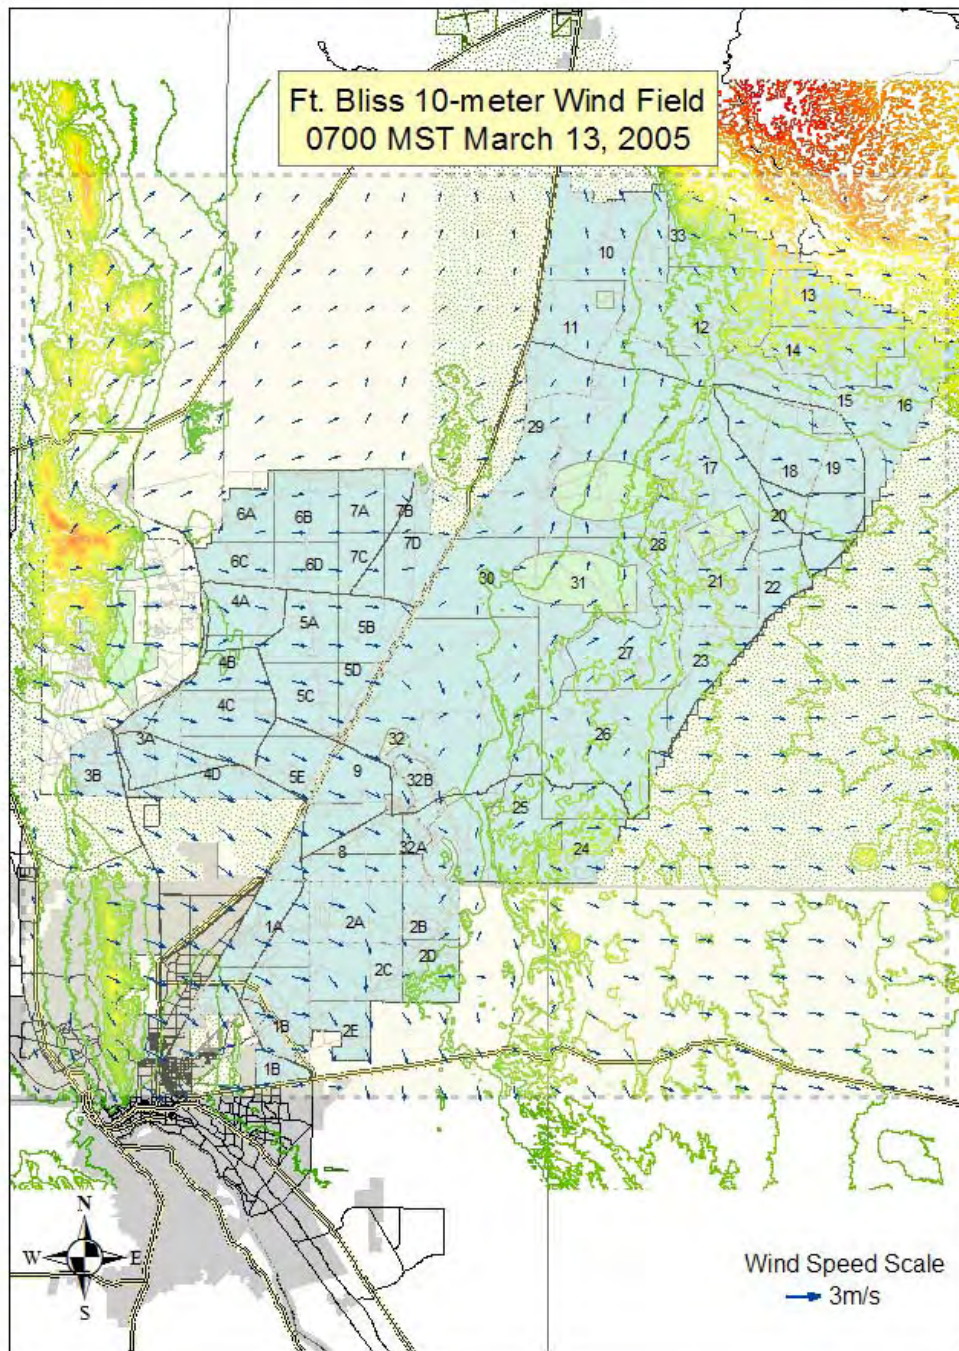 Ft. Bliss 10-meter Wind Field
0700 MST March 13, 2005
33
10
13
11
12
14
15
16
29
17
18
19
6A
6B
7A
7B
20
7C
7D
28
6C
6D
30
31
21
22
4A
5A
5B
4B
5D
27
23
5C
4C
26
3A
32
3B
4D
5E
9
32B
25
8
32A
24
1A
2A
2B
2D
2C
1B
2E
1B
N
W
E
S
Wind Speed Scale
3m/s